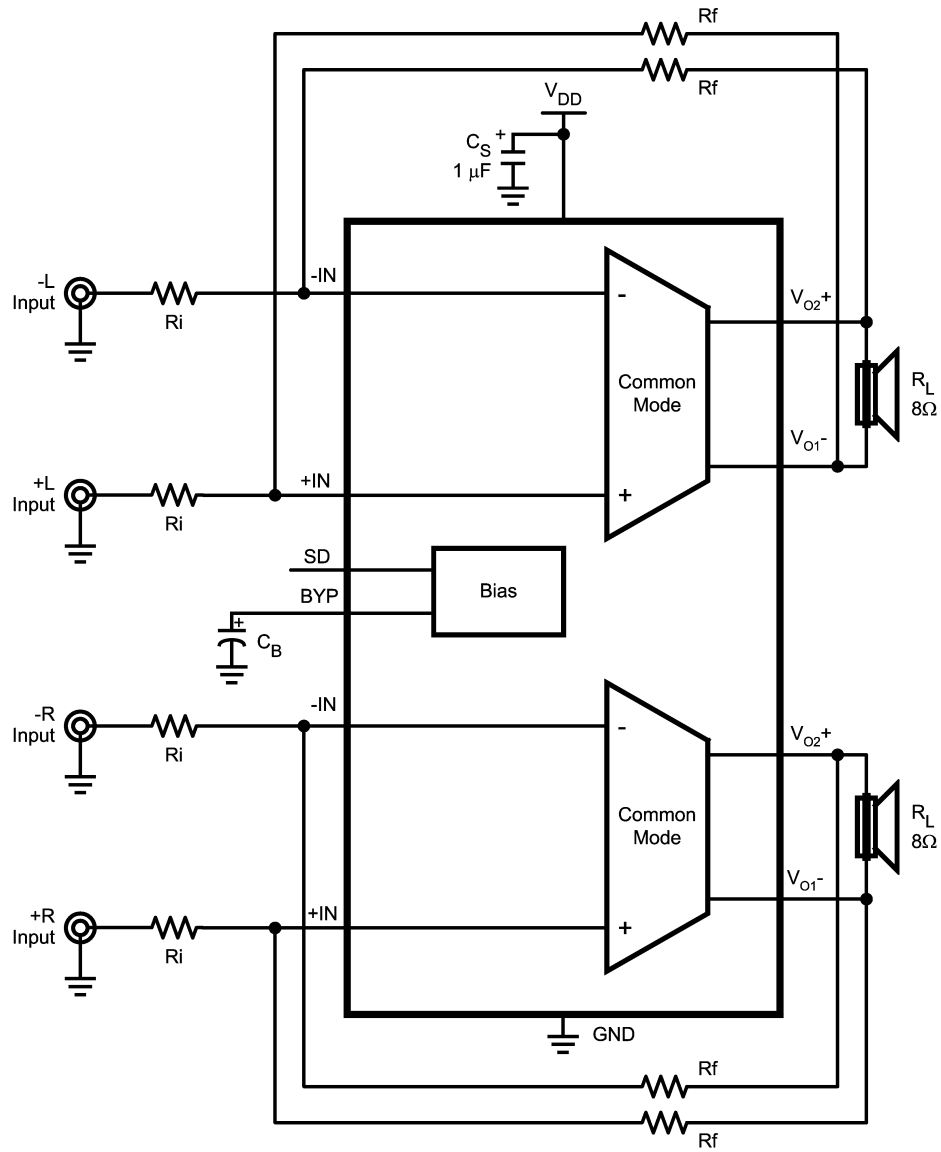 Rf
Rf
VDD
CS +
1 μF
-L
Input
Ri
-IN
-
VO2+
Common
Mode
RL
8Ω
VO1-
+L
Input
Ri
+IN
+
SD
BYP
Bias
+
CB
-R
Input
Ri
-IN
-
VO2+
Common
Mode
RL
8Ω
VO1-
+R
Input
Ri
+IN
+
GND
Rf
Rf